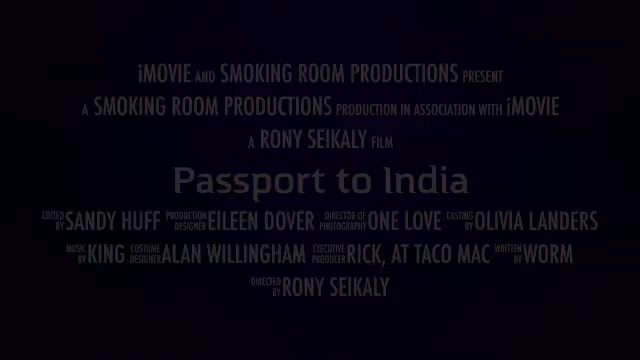 iMOVIE AND SMOKING ROOM PRODUCTIONS PRESENT
A SMOKING ROOM PRODUCTIONS PRODUCTION IN ASSOCIATION WITH iMOVIE
A RONY SEIKALY FILM
Passport to India
EDITED BY SANDY HUFF PRODUCTION DESIGNER EILEEN DOVER DIRECTOR OF PHOTOGRAPHY ONE LOVE CASTING BY OLIVIA LANDERS
MUSIC BY KING COSTUME DESIGNER ALAN WILLINGHAM EXECUTIVE PRODUCER RICK, AT TACO MAC WRITTEN BY WORM
DIRECTED BY RONY SEIKALY